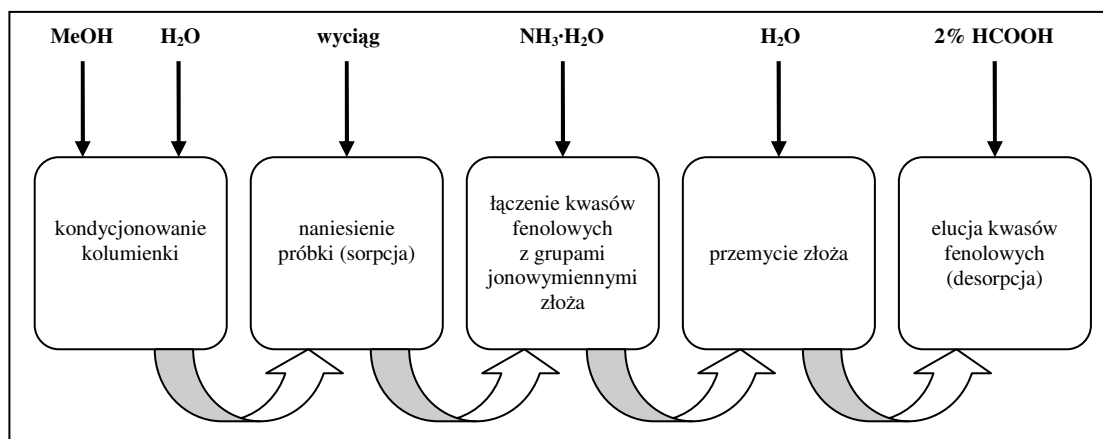 MeOH H₂O wyciąg NH₃·H₂O H₂O 2% HCOOH
kondycjonowanie
kolumienki
naniesienie
próbki (sorpcja)
łączenie kwasów
fenolowych
z grupami
jonowymiennymi
złoża
przemycie złoża
elucja kwasów
fenolowych
(desorpcja)